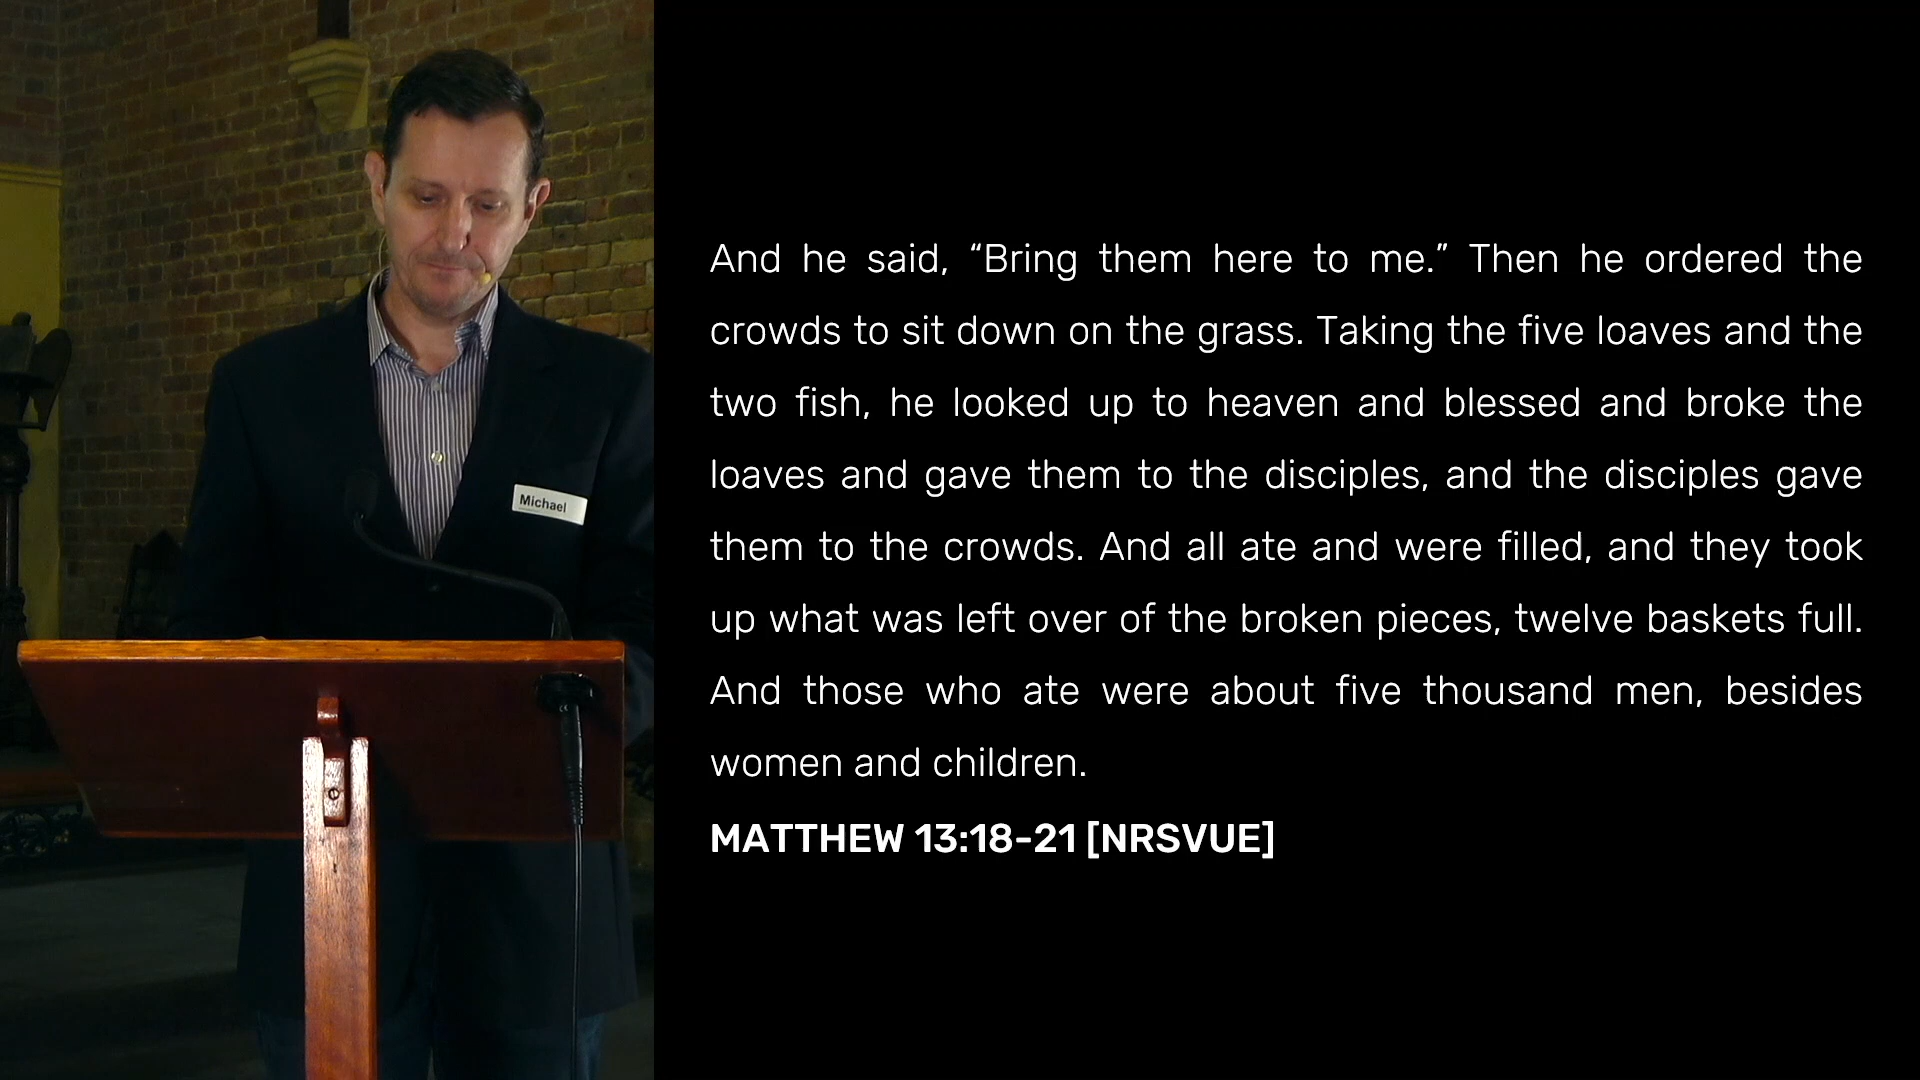 Michael
And he said, “Bring them here to me.” Then he ordered the
crowds to sit down on the grass. Taking the five loaves and the
two fish, he looked up to heaven and blessed and broke the
loaves and gave them to the disciples, and the disciples gave
them to the crowds. And all ate and were filled, and they took
up what was left over of the broken pieces, twelve baskets full.
And those who ate were about five thousand men, besides
women and children.
MATTHEW 13:18-21 [NRSVUE]